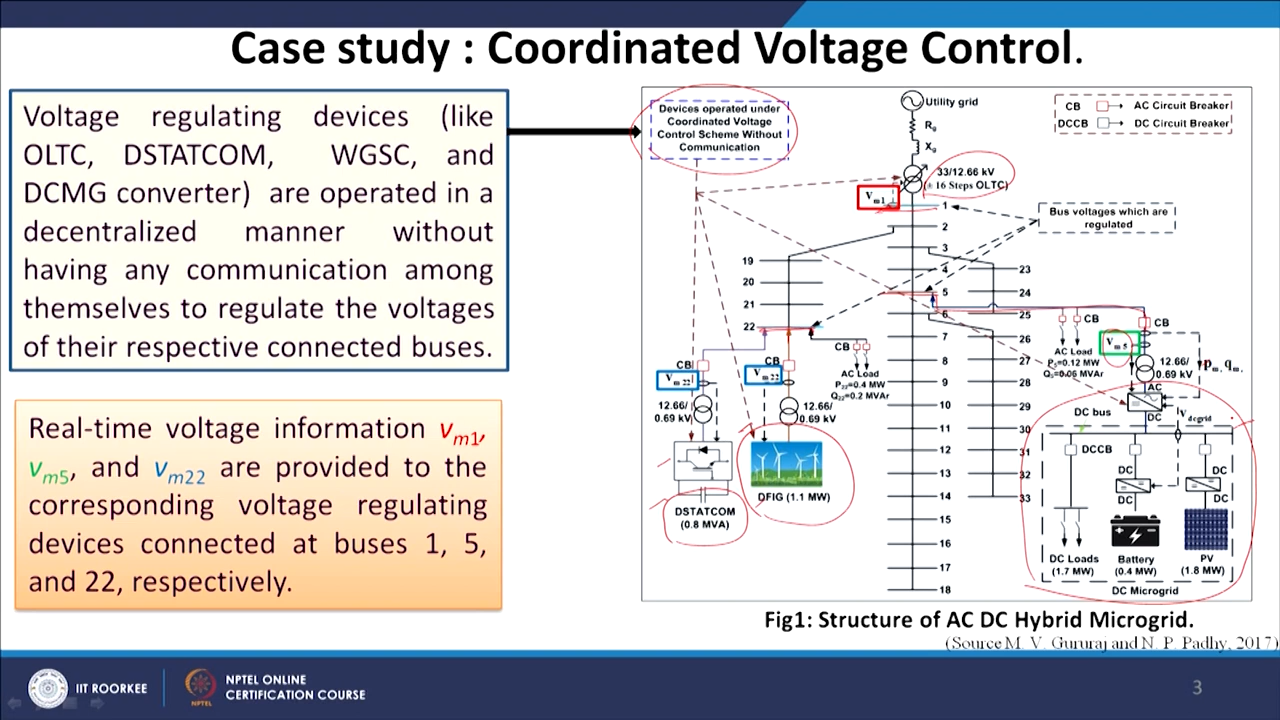 Case study : Coordinated Voltage Control.
Voltage regulating devices (like
OLTC, DSTATCOM, WGSC, and
DCMG converter) are operated in a
decentralized manner without
having any communication among
themselves to regulate the voltages
of their respective connected buses.
Real-time voltage information vm1,
vm5, and vm22 are provided to the
corresponding voltage regulating
devices connected at buses 1, 5,
and 22, respectively.
Devices operated under
Coordinated Voltage
Control Scheme Without
Communication
Utility grid
Rg
Xg
33/12.66 kV
(± 16 Steps OLTC)
Vm1
CB AC Circuit Breaker
DCCB DC Circuit Breaker
Bus voltages which are
regulated
1
2
3
4
5
6
7
8
9
10
11
12
13
14
15
16
17
18
19
20
21
22
23
24
25
26
27
28
29
30
31
32
33
CB
Vm22
12.66/
0.69 kV
DSTATCOM
(0.8 MVA)
CB
Vm22
12.66/
0.69 kV
DFIG (1.1 MW)
CB
AC Load
P22=0.4 MW
Q22=0.2 MVAr
CB
AC Load
P5=0.12 MW
Q5=0.06 MVAr
CB
Vm5
12.66/
0.69 kV
Pm, qm,
AC
DC
Vdcgrid
DC bus
DCCB
DC
DC
DC
DC
DC Loads
(1.7 MW)
Battery
(0.4 MW)
PV
(1.8 MW)
DC Microgrid
Fig1: Structure of AC DC Hybrid Microgrid.
(Source M. V. Gururaj and N. P. Padhy, 2017)
IIT ROORKEE
NPTEL
NPTEL ONLINE
CERTIFICATION COURSE
3